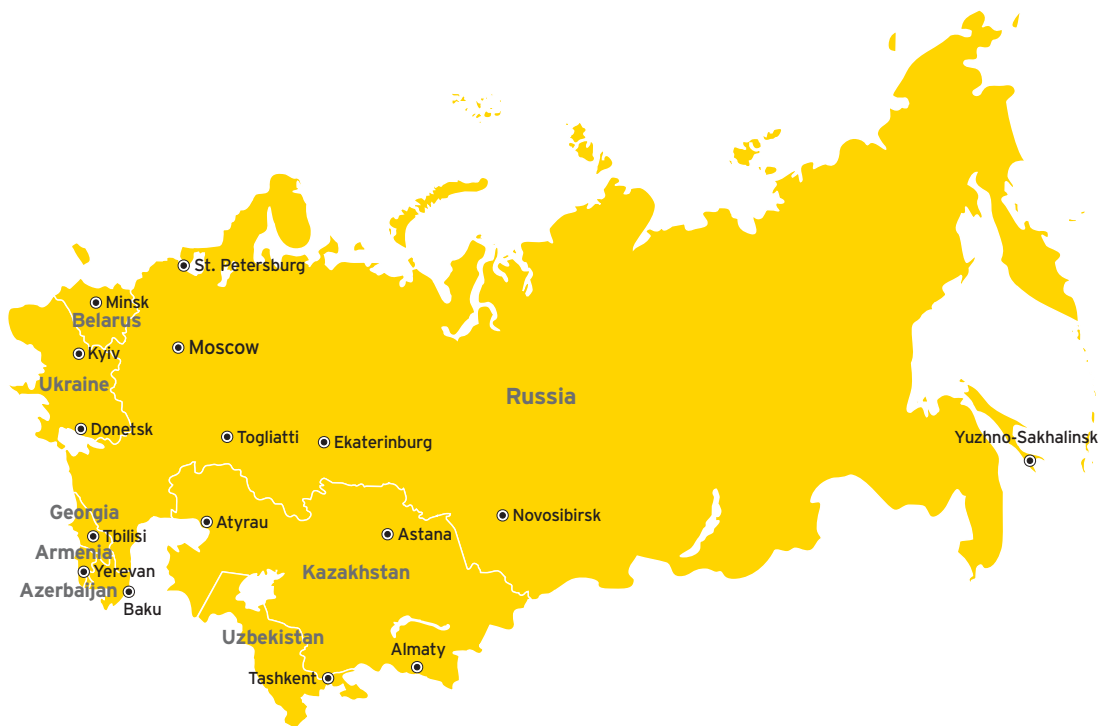 St. Petersburg
Minsk
Belarus
Moscow
Kyiv
Ukraine
Russia
Donetsk
Togliatti
Ekaterinburg
Yuzhno-Sakhalinsk
Georgia
Atyrau
Novosibirsk
Tbilisi
Astana
Armenia
Yerevan
Kazakhstan
Azerbaijan
Baku
Uzbekistan
Almaty
Tashkent